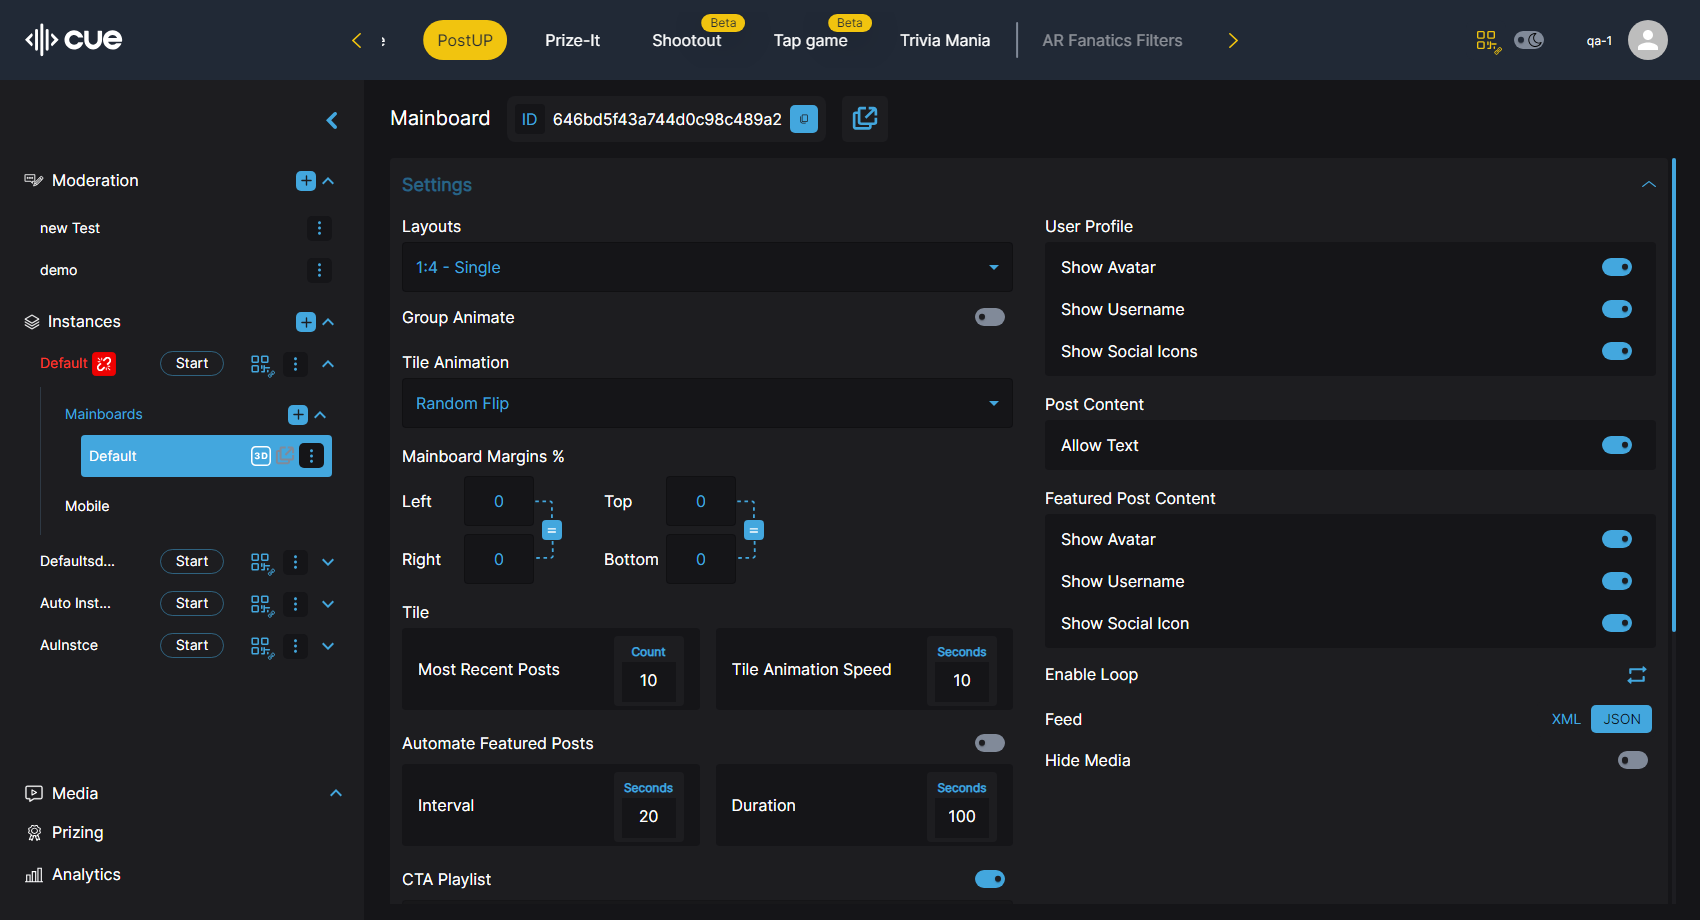 cue
e
PostUP
Prize-It
Shootout
Beta
Tap game
Beta
Trivia Mania
AR Fanatics Filters
qa-1
Moderation
new Test
demo
Instances
Default
Start
Mainboards
Default
3D
Mobile
Defaultsd...
Start
Auto Inst...
Start
AuInstce
Start
Media
Prizing
Analytics
Mainboard
ID
646bd5f43a744d0c98c489a2
Settings
Layouts
1:4 - Single
Group Animate
Tile Animation
Random Flip
Mainboard Margins %
Left
0
Top
0
=
=
Right
0
Bottom
0
Tile
Most Recent Posts
Count
10
Tile Animation Speed
Seconds
10
Automate Featured Posts
Interval
Seconds
20
Duration
Seconds
100
CTA Playlist
User Profile
Show Avatar
Show Username
Show Social Icons
Post Content
Allow Text
Featured Post Content
Show Avatar
Show Username
Show Social Icon
Enable Loop
Feed
XML
JSON
Hide Media